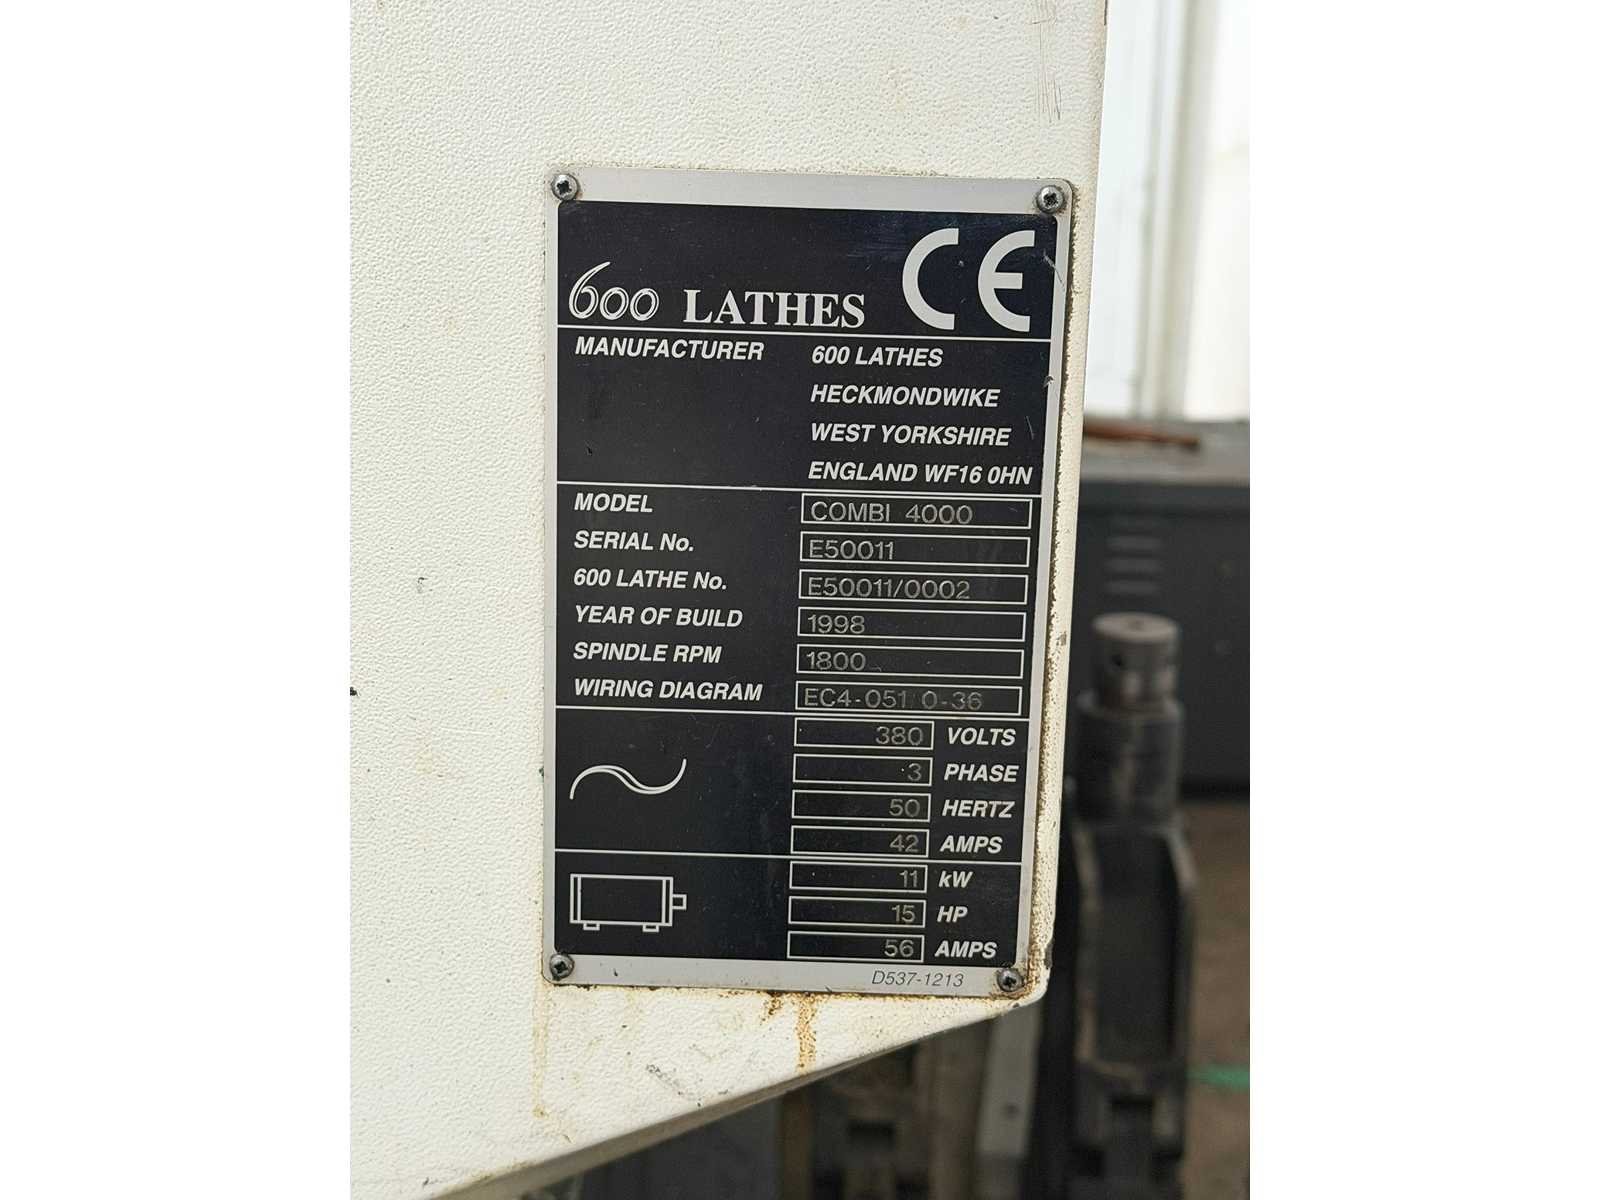 CE
600 LATHES
MANUFACTURER 600 LATHES
HECKMONDWIKE
WEST YORKSHIRE
ENGLAND WF16 0HN
MODEL COMBI 4000
SERIAL No. E50011
600 LATHE No. E50011/0002
YEAR OF BUILD 1998
SPINDLE RPM 1800
WIRING DIAGRAM EC4-051/0-36
380 VOLTS
3 PHASE
50 HERTZ
42 AMPS
11 kW
15 HP
56 AMPS
D537-1213